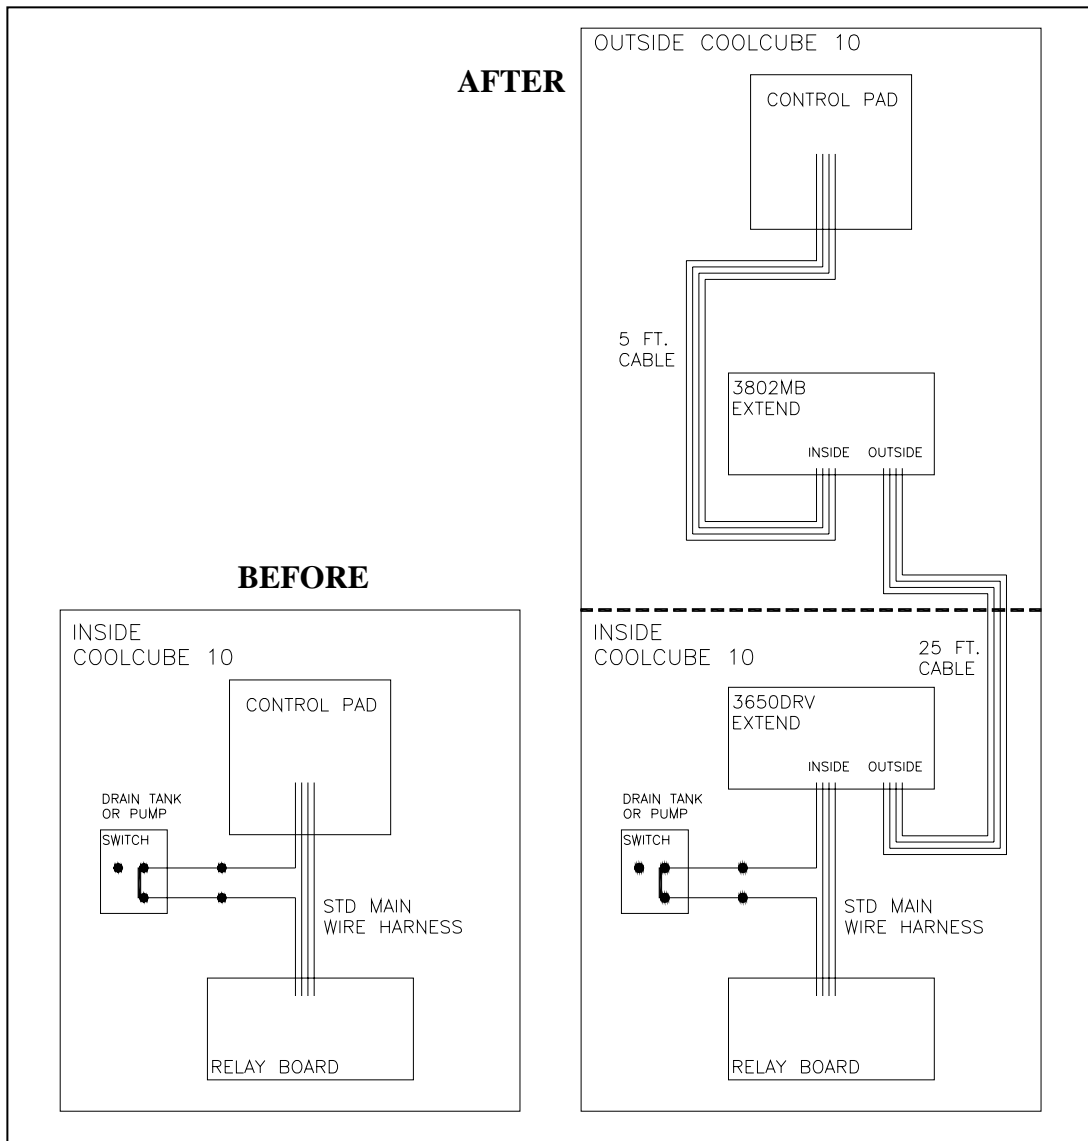 AFTER
OUTSIDE COOLCUBE 10
CONTROL PAD
5 FT.
CABLE
3802MB
EXTEND
INSIDE OUTSIDE
BEFORE
INSIDE
COOLCUBE 10
CONTROL PAD
DRAIN TANK
OR PUMP
SWITCH
STD MAIN
WIRE HARNESS
RELAY BOARD
INSIDE
COOLCUBE 10
25 FT.
CABLE
3650DRV
EXTEND
INSIDE OUTSIDE
DRAIN TANK
OR PUMP
SWITCH
STD MAIN
WIRE HARNESS
RELAY BOARD